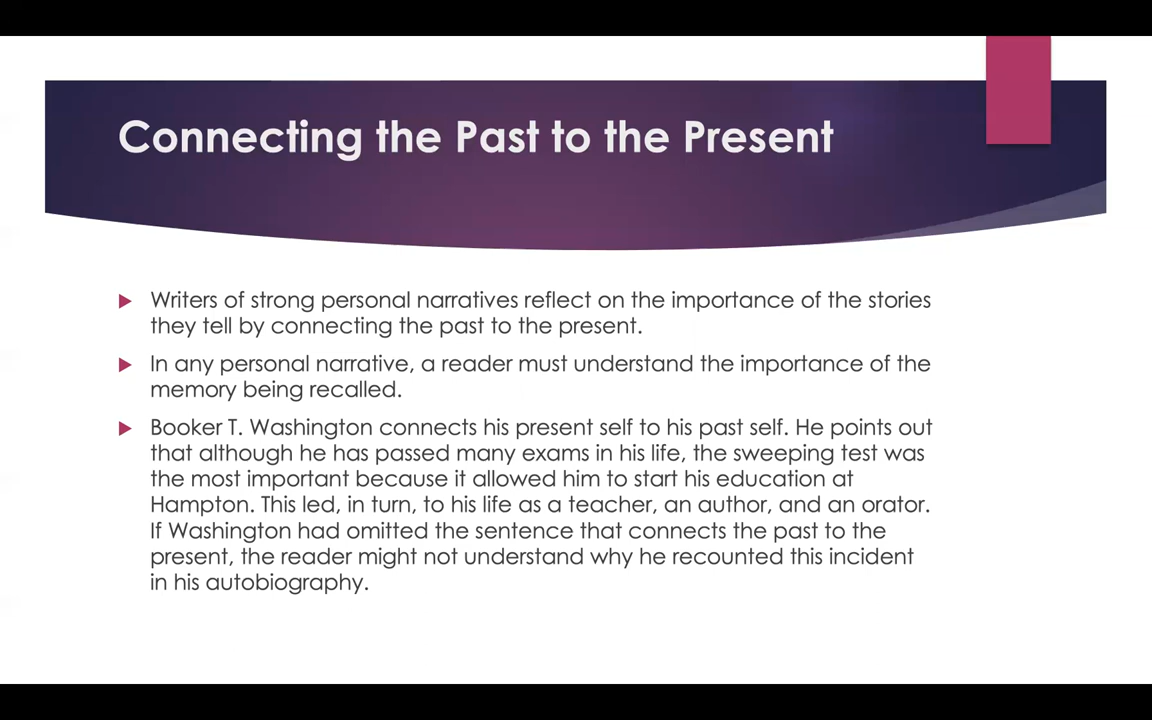 Connecting the Past to the Present
Writers of strong personal narratives reflect on the importance of the stories
they tell by connecting the past to the present.
In any personal narrative, a reader must understand the importance of the
memory being recalled.
Booker T. Washington connects his present self to his past self. He points out
that although he has passed many exams in his life, the sweeping test was
the most important because it allowed him to start his education at
Hampton. This led, in turn, to his life as a teacher, an author, and an orator.
If Washington had omitted the sentence that connects the past to the
present, the reader might not understand why he recounted this incident
in his autobiography.